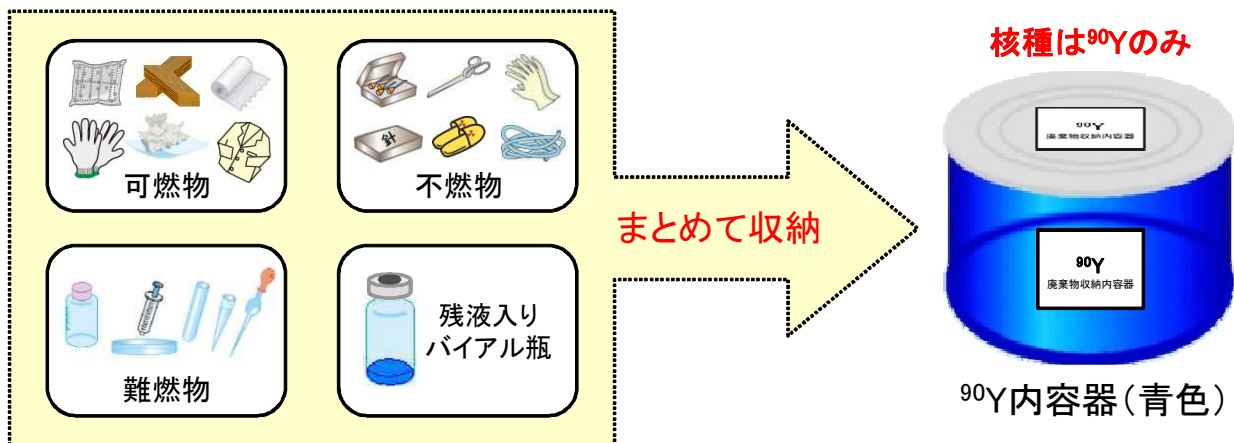 可燃物
針
不燃物
難燃物
残液入り
バイアル瓶
まとめて収納
核種は⁹⁰Yのみ
⁹⁰Y
廃棄物収納内容器
⁹⁰Y
廃棄物収納内容器
⁹⁰Y内容器(青色)